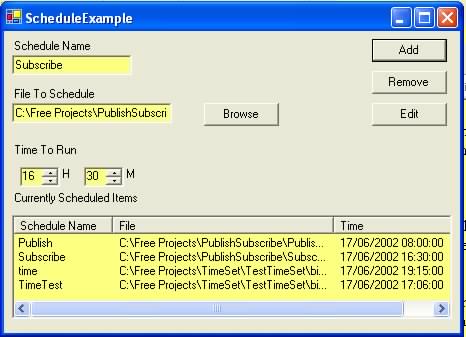 ScheduleExample
Schedule Name
Add
Subscribe
Remove
File To Schedule
C:\Free Projects\PublishSubscri
Browse
Edit
Time To Run
16 H 30 M
Currently Scheduled Items
Schedule Name File Time
Publish C:\Free Projects\PublishSubscribe\Publis... 17/06/2002 08:00:00
Subscribe C:\Free Projects\PublishSubscribe\Subsc... 17/06/2002 16:30:00
time C:\Free Projects\TimeSet\TestTimeSet\bi... 17/06/2002 19:15:00
TimeTest C:\Free Projects\TimeSet\TestTimeSet\bi... 17/06/2002 17:06:00